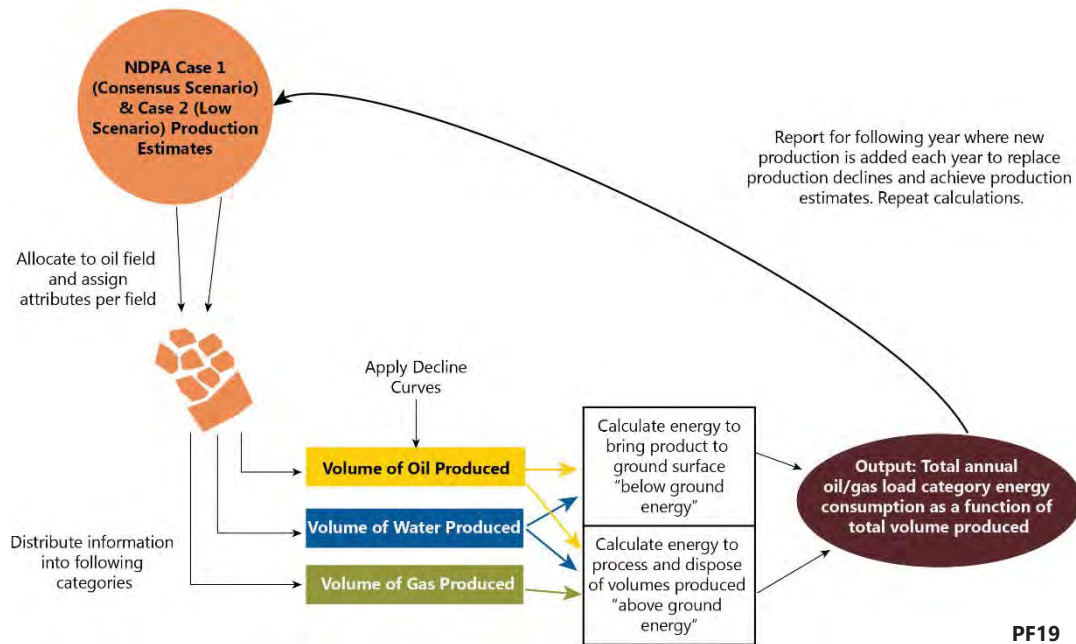 NDPA Case 1
(Consensus Scenario)
& Case 2 (Low
Scenario) Production
Estimates
Report for following year where new
production is added each year to replace
production declines and achieve production
estimates. Repeat calculations.
Allocate to oil field
and assign
attributes per field
Apply Decline
Curves
Volume of Oil Produced
Volume of Water Produced
Volume of Gas Produced
Distribute information
into following
categories
Calculate energy to
bring product to
ground surface
"below ground
energy"
Calculate energy to
process and dispose
of volumes produced
"above ground
energy"
Output: Total annual
oil/gas load category energy
consumption as a function of
total volume produced
PF19